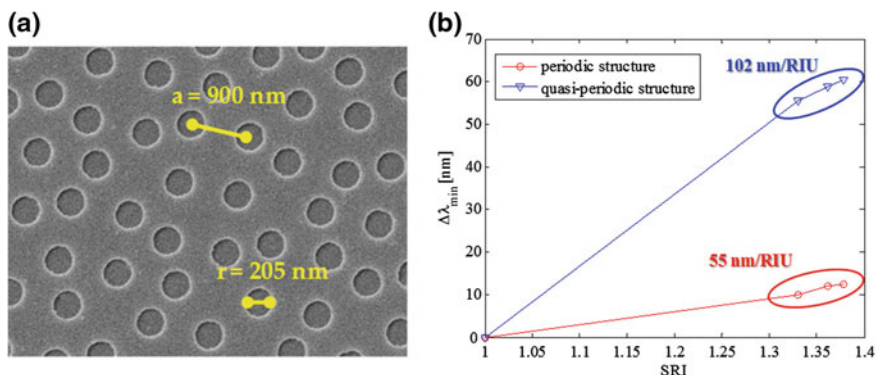 (a)
a = 900 nm
r = 205 nm
(b)
70
60
50
40
30
20
10
0
Δλmin [nm]
periodic structure
quasi-periodic structure
102 nm/RIU
55 nm/RIU
1
1.05
1.1
1.15
1.2
1.25
1.3
1.35
1.4
SRI